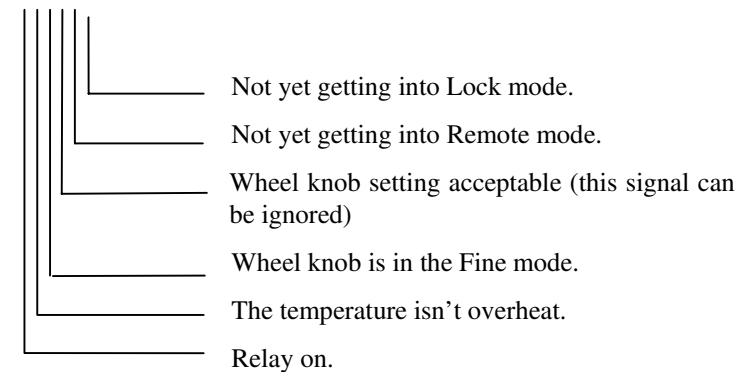 Not yet getting into Lock mode.
Not yet getting into Remote mode.
Wheel knob setting acceptable (this signal can
be ignored)
Wheel knob is in the Fine mode.
The temperature isn’t overheat.
Relay on.